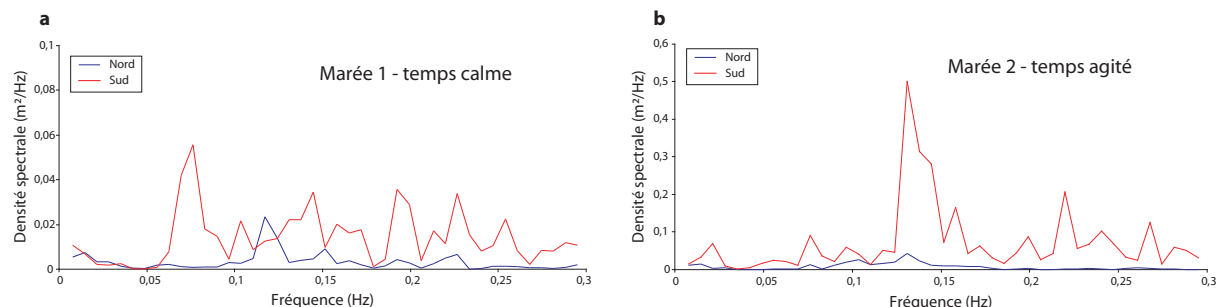 a
0,1
Nord
Sud
Marée 1 - temps calme
0,08
0,06
0,04
0,02
0
0
0,05
0,1
0,15
0,2
0,25
0,3
Densité spectrale (m²/Hz)
Fréquence (Hz)
b
0,6
Nord
Sud
Marée 2 - temps agité
0,5
0,4
0,3
0,2
0,1
0
0
0,05
0,1
0,15
0,2
0,25
0,3
Densité spectrale (m²/Hz)
Fréquence (Hz)